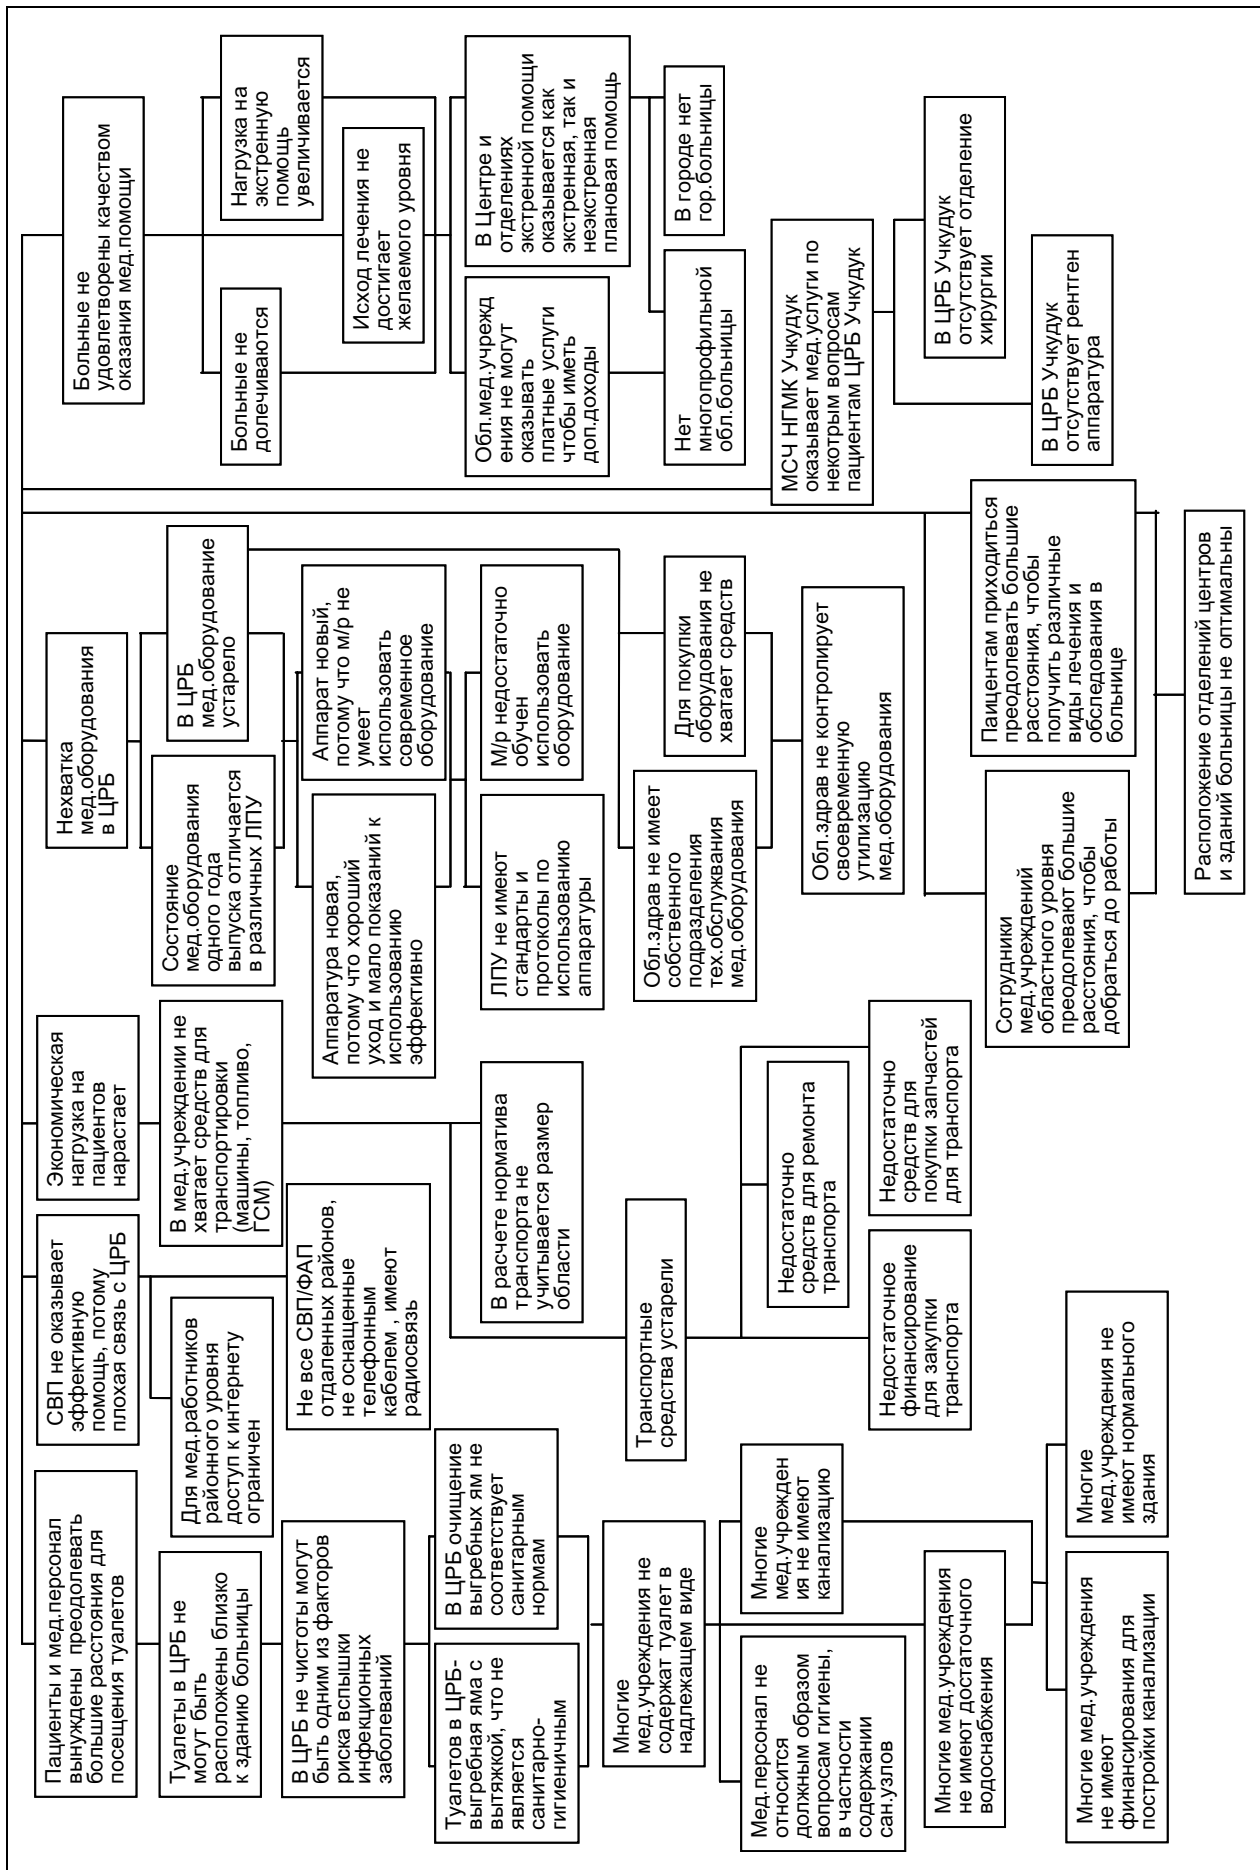 Пациенты и мед.персонал
вынуждены преодолевать
большие расстояния для
посещения туалетов
СВП не оказывает
эффективную
помощь, потому
плохая связь с ЦРБ
Экономическая
нагрузка на
пациентов
нарастает
Нехватка
мед.оборудования
в ЦРБ
Больные не
удовлетворены качеством
оказания мед.помощи
Туалеты в ЦРБ не
могут быть
расположены близко
к зданию больницы
Для мед.работников
районного уровня
доступ к интернету
ограничен
В мед.учреждении не
хватает средств для
транспортировки
(машины, топливо,
ГСМ)
Состояние
мед.оборудования
одного года
выпуска отличается
в различных ЛПУ
В ЦРБ
мед.оборудование
устарело
Больные не
долечиваются
Нагрузка на
экстренную
помощь
увеличивается
В ЦРБ не чистоты могут
быть одним из факторов
риска вспышки
инфекционных
заболеваний
Не все СВП/ФАП
отдаленных районов,
не оснащенные
телефонным
кабелем , имеют
радиосвязь
Аппаратура новая,
потому что хороший
уход и мало показаний к
использованию
эффективно
Аппарат новый,
потому что м/р не
умеет
использовать
современное
оборудование
Исход лечения не
достигает
желаемого уровня
Туалетов в ЦРБ-
выгребная яма с
вытяжкой, что не
является
санитарно-
гигиеничным
В ЦРБ очищение
выгребных ям не
соответствует
санитарным
нормам
В расчете норматива
транспорта не
учитывается размер
области
ЛПУ не имеют
стандарты и
протоколы по
использованию
аппаратуры
М/р недостаточно
обучен
использовать
оборудование
Обл.мед.учрежд
ения не могут
оказывать
платные услуги
чтобы иметь
доп.доходы
В Центре и
отделениях
экстренной помощи
оказывается как
экстренная, так и
неэкстренная
плановая помощь
Многие
мед.учреждения не
содержат туалет в
надлежащем виде
Транспортные
средства устарели
Обл.здрав не имеет
собственного
подразделения
тех.обслужвания
мед.оборудования
Для покупки
оборудования не
хватает средств
Нет
многопрофильной
обл.больницы
В городе нет
гор.больницы
Мед.персонал не
относится
должным образом
вопросам гигиены,
в частности
содержании
сан.узлов
Многие
мед.учрежден
ия не имеют
канализацию
Недостаточно
средств для ремонта
транспорта
Обл.здрав не контролирует
своевременную
утилизацию
мед.оборудования
МСЧ НГМК Учкудук
оказывает мед.услуги по
некотрым вопросам
пациентам ЦРБ Учкудук
Многие мед.учреждения
не имеют достаточного
водоснабжения
Недостаточное
финансирование
для закупки
транспорта
Недостаточно
средств для
покупки запчастей
для транспорта
Сотрудники
мед.учреждений
областного уровня
преодолевают большие
расстояния, чтобы
добраться до работы
Паицентам приходиться
преодолевать большие
расстояния, чтобы
получить различные
виды лечения и
обследования в
больнице
В ЦРБ Учкудук
отсутствует рентген
аппаратура
В ЦРБ Учкудук
отсутствует отделение
хирургии
Многие мед.учреждения
не имеют
финансирования для
постройки канализации
Многие
мед.учреждения не
имеют нормального
здания
Расположение отделений центров
и зданий больницы не оптимальны